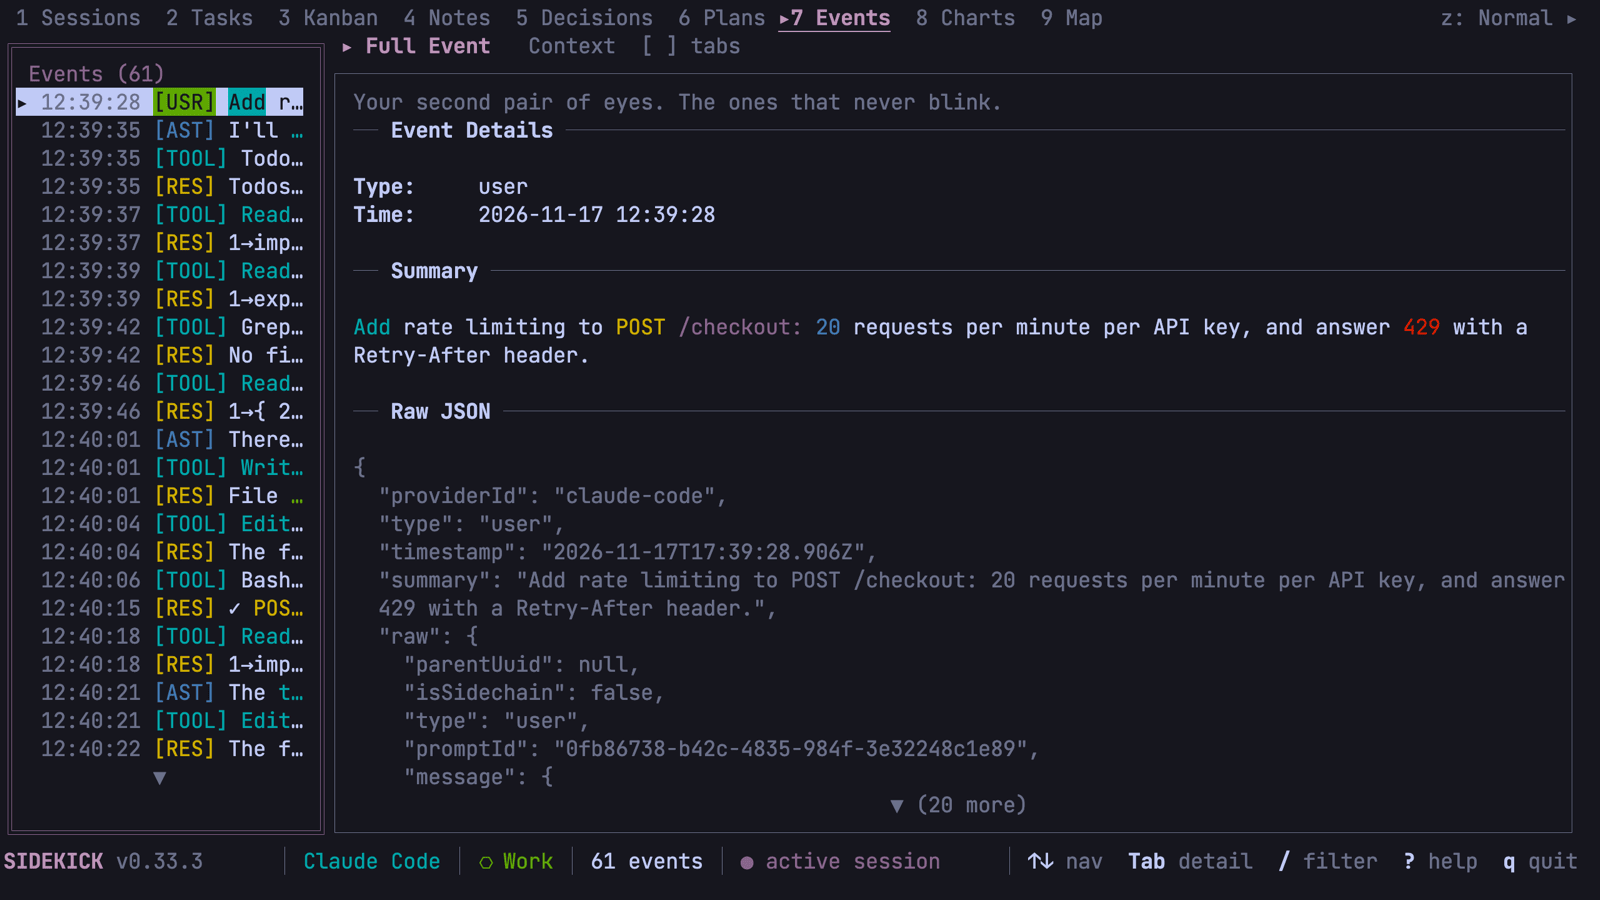 1 Sessions 2 Tasks 3 Kanban 4 Notes 5 Decisions 6 Plans ▸7 Events 8 Charts 9 Map z: Normal ▸
▸ Full Event Context [ ] tabs
Events (61)
▸ 12:39:28 [USR] Add r…
12:39:35 [AST] I'll …
12:39:35 [TOOL] Todo…
12:39:35 [RES] Todos…
12:39:37 [TOOL] Read…
12:39:37 [RES] 1→imp…
12:39:39 [TOOL] Read…
12:39:39 [RES] 1→exp…
12:39:42 [TOOL] Grep…
12:39:42 [RES] No fi…
12:39:46 [TOOL] Read…
12:39:46 [RES] 1→{ 2…
12:40:01 [AST] There…
12:40:01 [TOOL] Writ…
12:40:01 [RES] File …
12:40:04 [TOOL] Edit…
12:40:04 [RES] The f…
12:40:06 [TOOL] Bash…
12:40:15 [RES] ✓ POS…
12:40:18 [TOOL] Read…
12:40:18 [RES] 1→imp…
12:40:21 [AST] The t…
12:40:21 [TOOL] Edit…
12:40:22 [RES] The f…
▼
Your second pair of eyes. The ones that never blink.
Event Details
Type: user
Time: 2026-11-17 12:39:28
Summary
Add rate limiting to POST /checkout: 20 requests per minute per API key, and answer 429 with a
Retry-After header.
Raw JSON
{
"providerId": "claude-code",
"type": "user",
"timestamp": "2026-11-17T17:39:28.906Z",
"summary": "Add rate limiting to POST /checkout: 20 requests per minute per API key, and answer
429 with a Retry-After header.",
"raw": {
"parentUuid": null,
"isSidechain": false,
"type": "user",
"promptId": "0fb86738-b42c-4835-984f-3e32248c1e89",
"message": {
▼ (20 more)
SIDEKICK v0.33.3 Claude Code Work 61 events ● active session ↑↓ nav Tab detail / filter ? help q quit